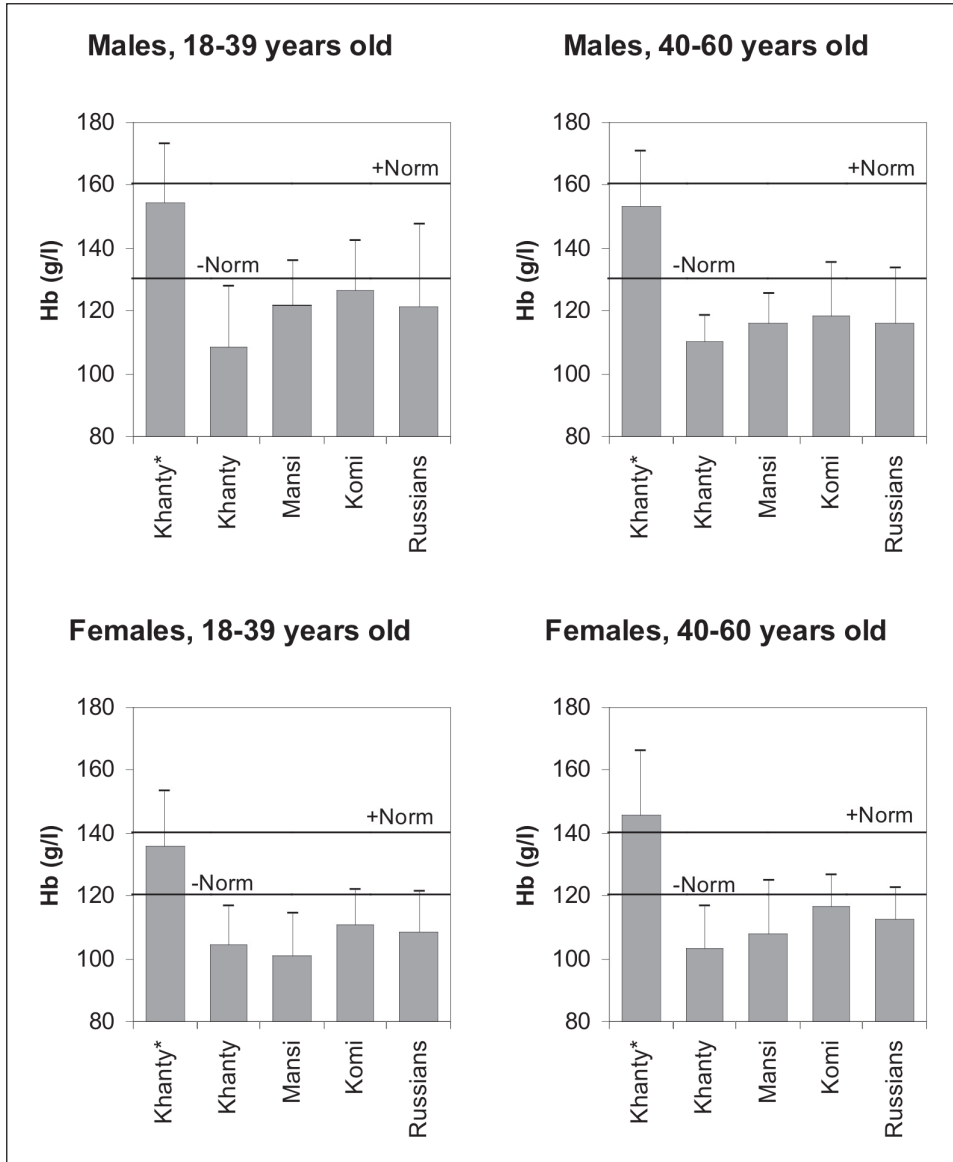 Males, 18-39 years old
180
160
140
120
100
80
Hb (g/l)
+Norm
-Norm
Khanty*
Khanty
Mansi
Komi
Russians
Males, 40-60 years old
180
160
140
120
100
80
Hb (g/l)
+Norm
-Norm
Khanty*
Khanty
Mansi
Komi
Russians
Females, 18-39 years old
180
160
140
120
100
80
Hb (g/l)
+Norm
-Norm
Khanty*
Khanty
Mansi
Komi
Russians
Females, 40-60 years old
180
160
140
120
100
80
Hb (g/l)
+Norm
-Norm
Khanty*
Khanty
Mansi
Komi
Russians